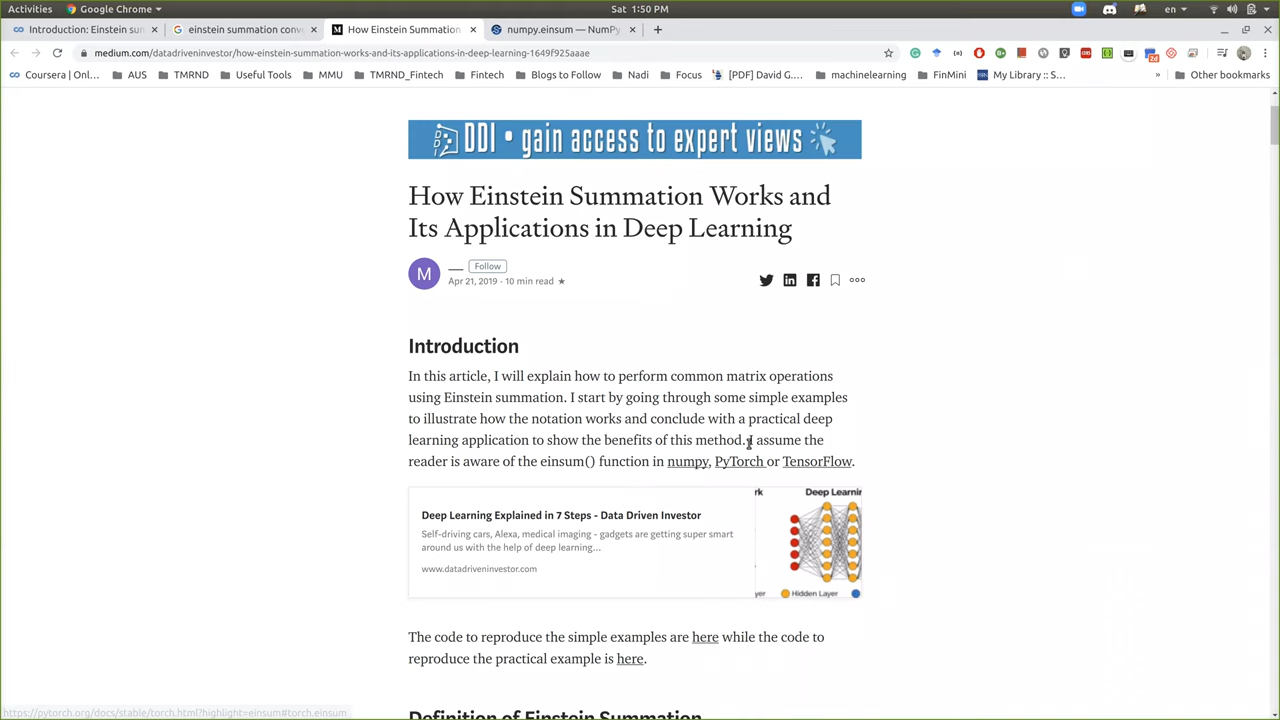 Activities
Google Chrome
Sat 1:50 PM
en
Introduction: Einstein sum
einstein summation conv
How Einstein Summation
numpy.einsum — NumPy
medium.com/datadriveninvestor/how-einstein-summation-works-and-its-applications-in-deep-learning-1649f925aaae
Coursera | Onl...
AUS
TMRND
Useful Tools
MMU
TMRND_Fintech
Fintech
Blogs to Follow
Nadi
Focus
[PDF] David G....
machinelearning
FinMini
My Library :: S...
»
Other bookmarks
DDI • gain access to expert views
How Einstein Summation Works and
Its Applications in Deep Learning
M
Follow
Apr 21, 2019 · 10 min read
Introduction
In this article, I will explain how to perform common matrix operations
using Einstein summation. I start by going through some simple examples
to illustrate how the notation works and conclude with a practical deep
learning application to show the benefits of this method. I assume the
reader is aware of the einsum() function in numpy, PyTorch or TensorFlow.
Deep Learning Explained in 7 Steps - Data Driven Investor
Self-driving cars, Alexa, medical imaging - gadgets are getting super smart
around us with the help of deep learning...
www.datadriveninvestor.com
rk
Deep Learnin
yer
Hidden Layer
The code to reproduce the simple examples are here while the code to
reproduce the practical example is here.
Definition of Einstein Summation
https://pytorch.org/docs/stable/torch.html?highlight=einsum#torch.einsum